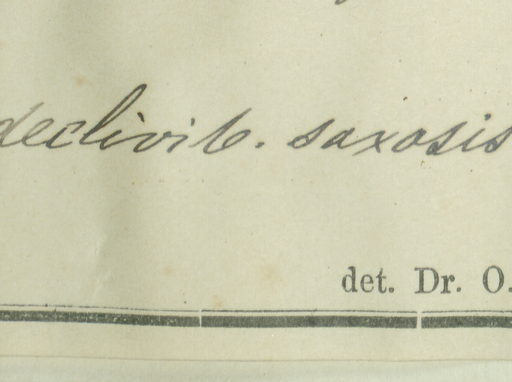 declivib. saxosis
det. Dr. O.